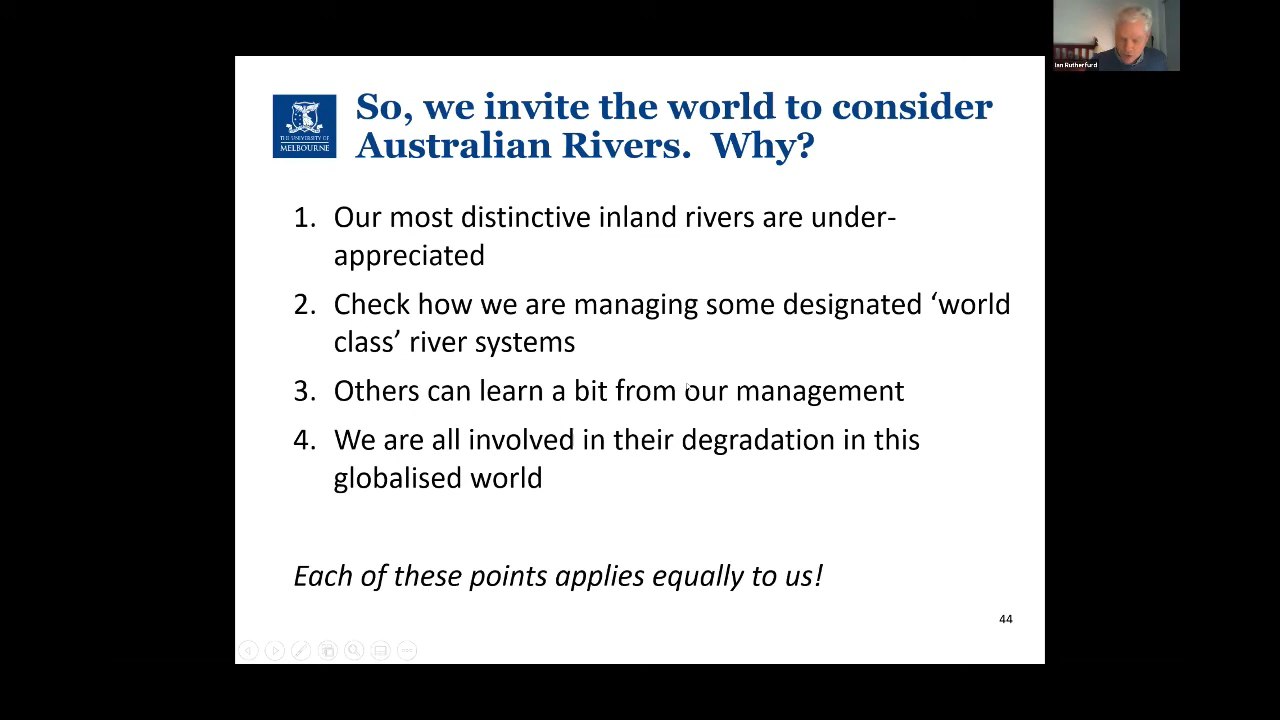 Ian Rutherfurd
So, we invite the world to consider
Australian Rivers.  Why?
THE UNIVERSITY OF
MELBOURNE
1. Our most distinctive inland rivers are under-
appreciated
2. Check how we are managing some designated ‘world
class’ river systems
3. Others can learn a bit from our management
4. We are all involved in their degradation in this
globalised world
Each of these points applies equally to us!
44